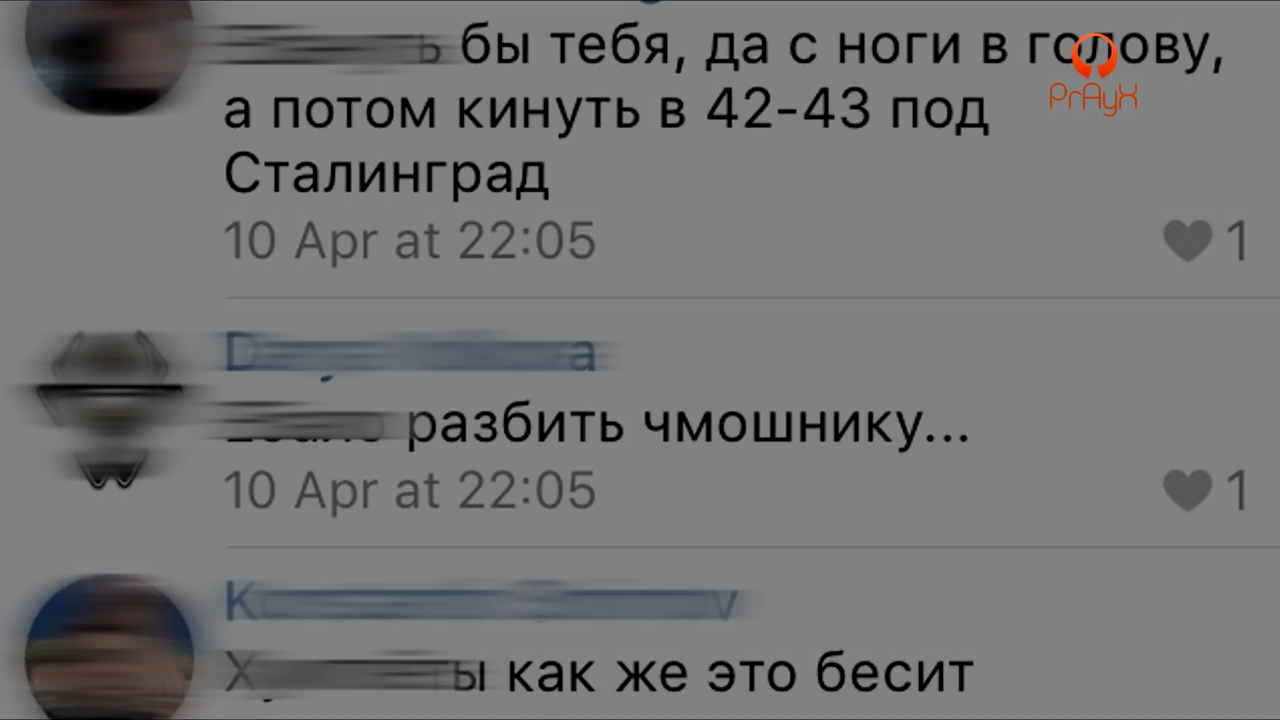 бы тебя, да с ноги в голову,
PrAyX
а потом кинуть в 42-43 под
Сталинград
10 Apr at 22:05
1
разбить чмошнику...
10 Apr at 22:05
1
как же это бесит